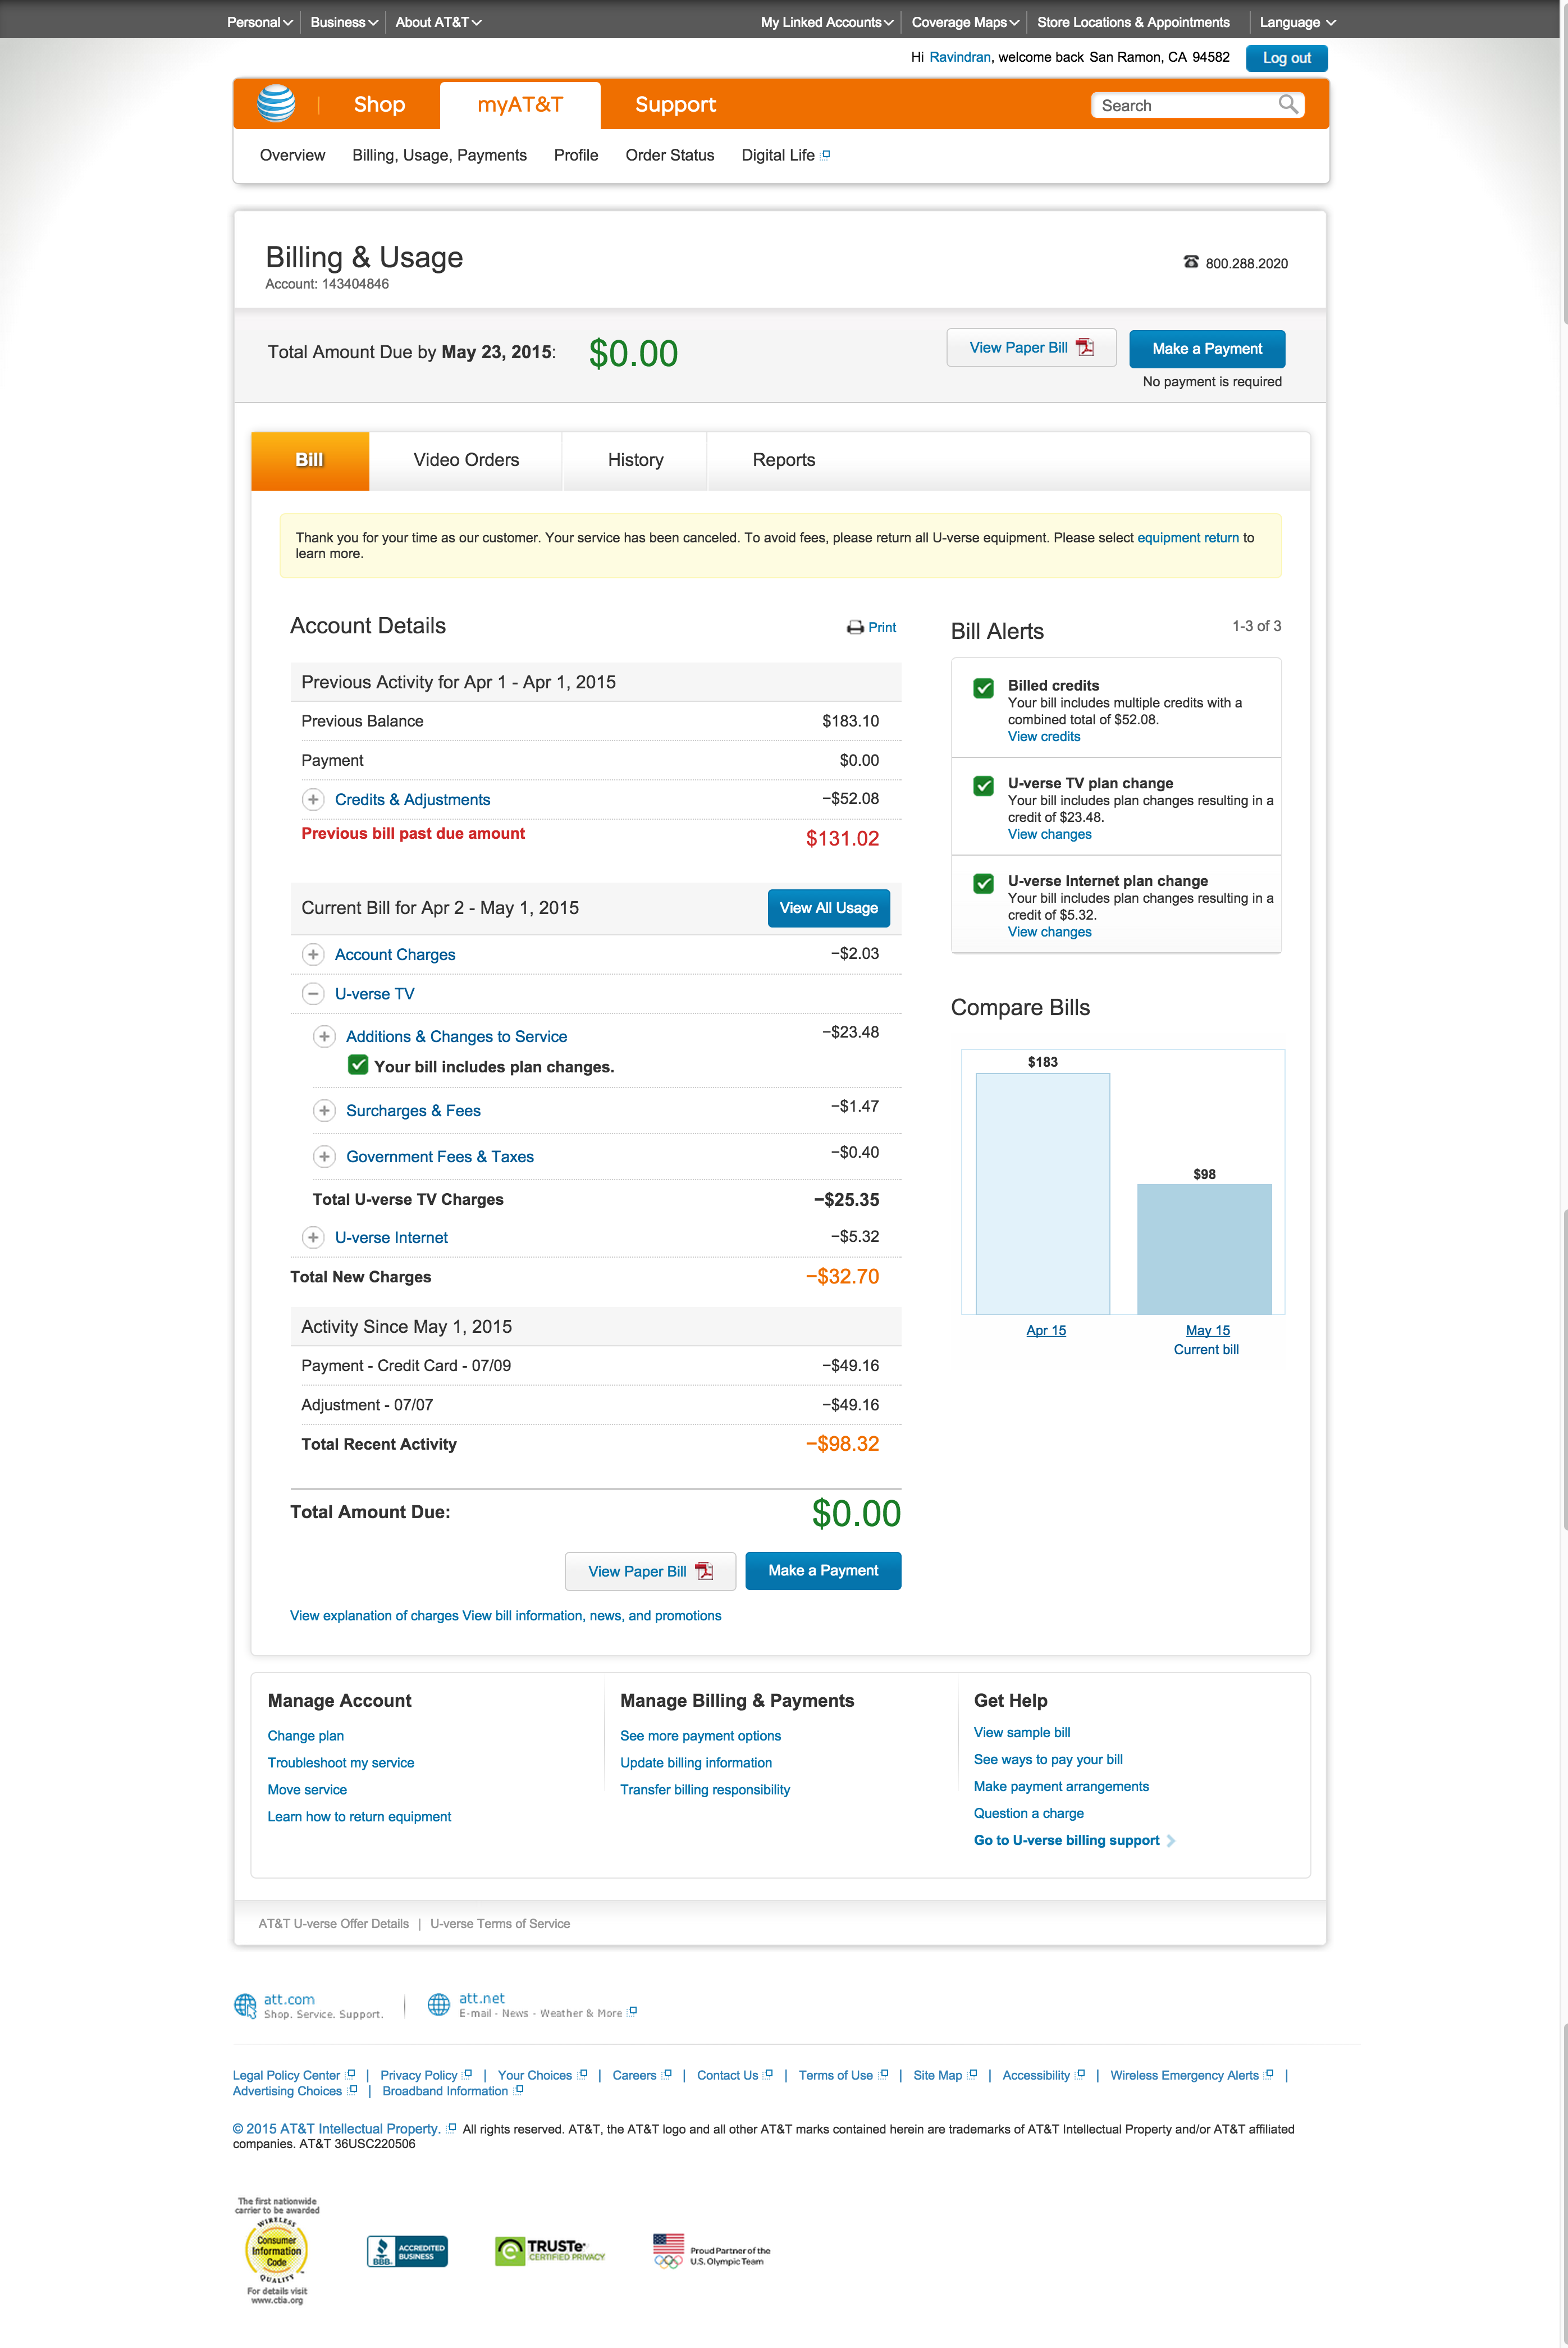 Personal Business About AT&T My Linked Accounts Coverage Maps Store Locations & Appointments Language
Hi Ravindran, welcome back San Ramon, CA 94582 Log out
Shop myAT&T Support Search
Overview Billing, Usage, Payments Profile Order Status Digital Life
Billing & Usage
800.288.2020
Account: 143404846
Total Amount Due by May 23, 2015: $0.00 View Paper Bill Make a Payment
No payment is required
Bill Video Orders History Reports
Thank you for your time as our customer. Your service has been canceled. To avoid fees, please return all U-verse equipment. Please select equipment return to
learn more.
Account Details Print
Previous Activity for Apr 1 - Apr 1, 2015
Previous Balance $183.10
Payment $0.00
Credits & Adjustments −$52.08
Previous bill past due amount $131.02
Current Bill for Apr 2 - May 1, 2015 View All Usage
Account Charges −$2.03
U-verse TV
Additions & Changes to Service −$23.48
Your bill includes plan changes.
Surcharges & Fees −$1.47
Government Fees & Taxes −$0.40
Total U-verse TV Charges −$25.35
U-verse Internet −$5.32
Total New Charges −$32.70
Activity Since May 1, 2015
Payment - Credit Card - 07/09 −$49.16
Adjustment - 07/07 −$49.16
Total Recent Activity −$98.32
Total Amount Due: $0.00
View Paper Bill Make a Payment
View explanation of charges View bill information, news, and promotions
Bill Alerts 1-3 of 3
Billed credits
Your bill includes multiple credits with a
combined total of $52.08.
View credits
U-verse TV plan change
Your bill includes plan changes resulting in a
credit of $23.48.
View changes
U-verse Internet plan change
Your bill includes plan changes resulting in a
credit of $5.32.
View changes
Compare Bills
$183
$98
Apr 15 May 15
Current bill
Manage Account
Change plan
Troubleshoot my service
Move service
Learn how to return equipment
Manage Billing & Payments
See more payment options
Update billing information
Transfer billing responsibility
Get Help
View sample bill
See ways to pay your bill
Make payment arrangements
Question a charge
Go to U-verse billing support
AT&T U-verse Offer Details | U-verse Terms of Service
att.com
Shop. Service. Support.
att.net
E-mail - News - Weather & More
Legal Policy Center | Privacy Policy | Your Choices | Careers | Contact Us | Terms of Use | Site Map | Accessibility | Wireless Emergency Alerts |
Advertising Choices | Broadband Information
© 2015 AT&T Intellectual Property. All rights reserved. AT&T, the AT&T logo and all other AT&T marks contained herein are trademarks of AT&T Intellectual Property and/or AT&T affiliated
companies. AT&T 36USC220506
The first nationwide
carrier to be awarded
WIRELESS
Consumer
Information
Code
QUALITY
For details visit
www.ctia.org
BBB.
ACCREDITED
BUSINESS
TRUSTe
CERTIFIED PRIVACY
Proud Partner of the
U.S. Olympic Team